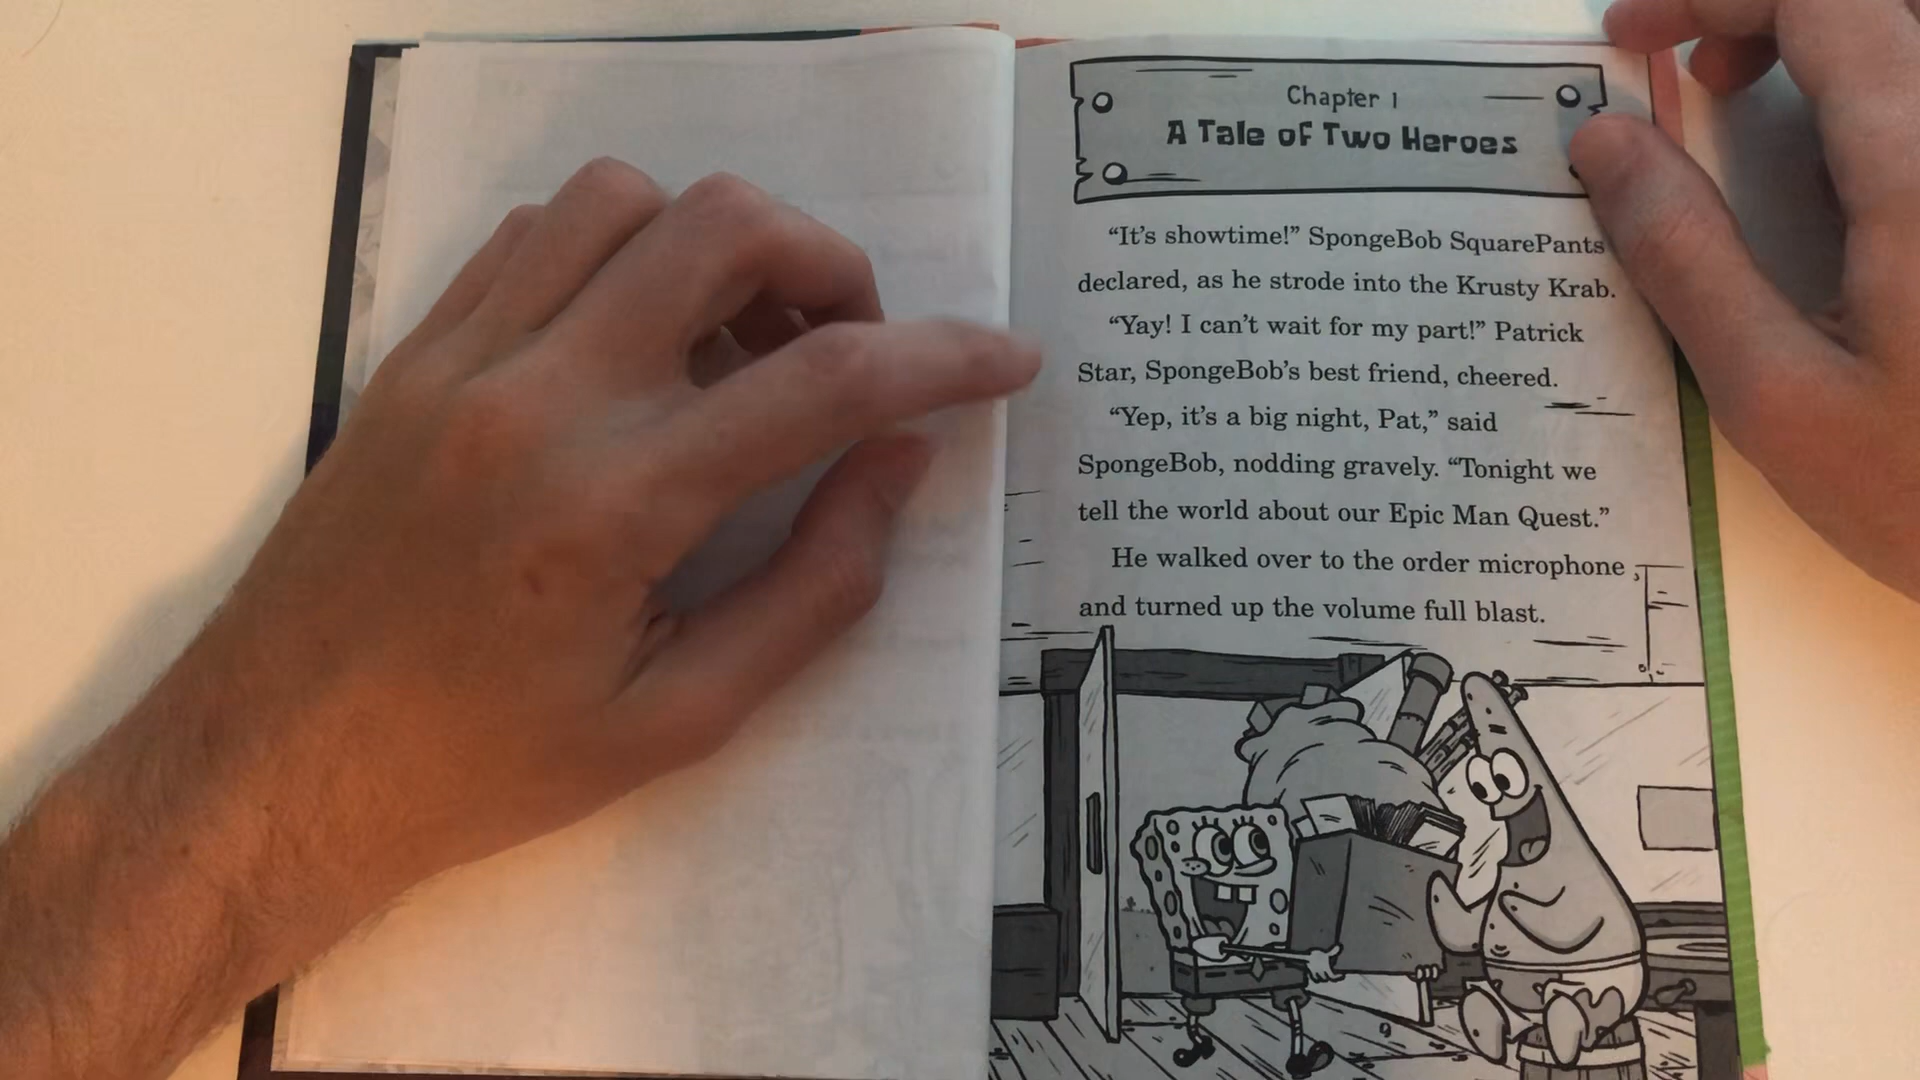 Chapter 1
A Tale of Two Heroes
“It’s showtime!” SpongeBob SquarePants
declared, as he strode into the Krusty Krab.
“Yay! I can’t wait for my part!” Patrick
Star, SpongeBob’s best friend, cheered.
“Yep, it’s a big night, Pat,” said
SpongeBob, nodding gravely. “Tonight we
tell the world about our Epic Man Quest.”
He walked over to the order microphone
and turned up the volume full blast.